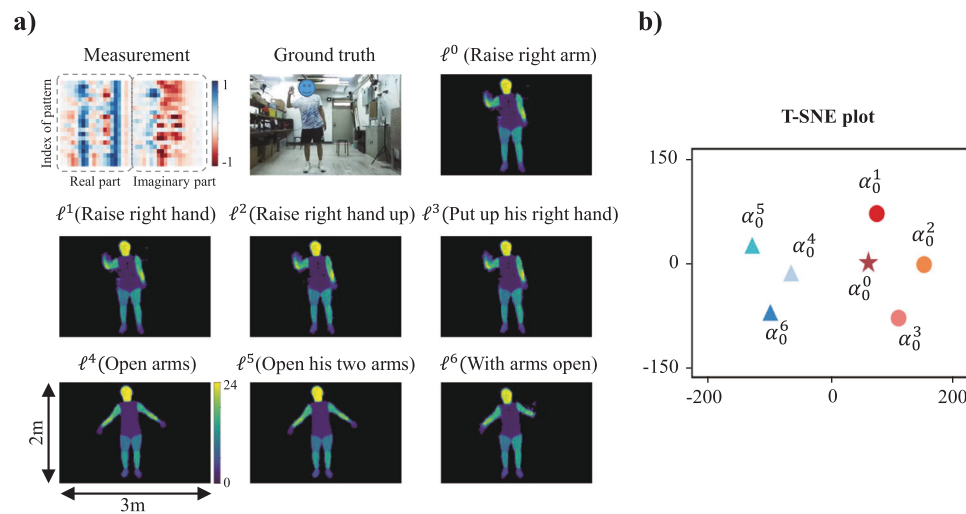 a)
Measurement
Ground truth
ℓ⁰ (Raise right arm)
Index of pattern
1
-1
Real part
Imaginary part
ℓ¹(Raise right hand)
ℓ²(Raise right hand up)
ℓ³(Put up his right hand)
ℓ⁴(Open arms)
ℓ⁵(Open his two arms)
ℓ⁶(With arms open)
24
0
2m
3m
b)
T-SNE plot
150
0
-150
-200
0
200
α₀¹
α₀⁵
α₀⁴
α₀²
α₀⁰
α₀⁶
α₀³